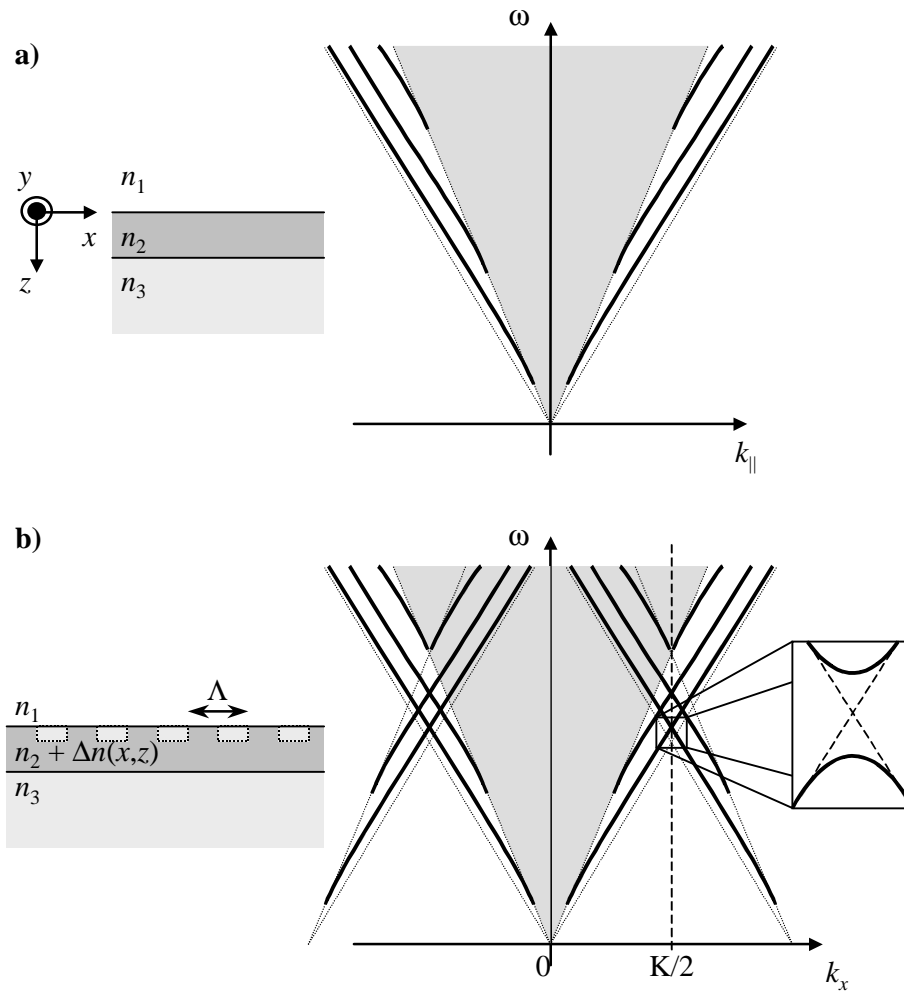 a)
ω
y
x
z
n1
n2
n3
k||
b)
ω
Λ
n1
n2 + Δn(x,z)
n3
0
K/2
kx